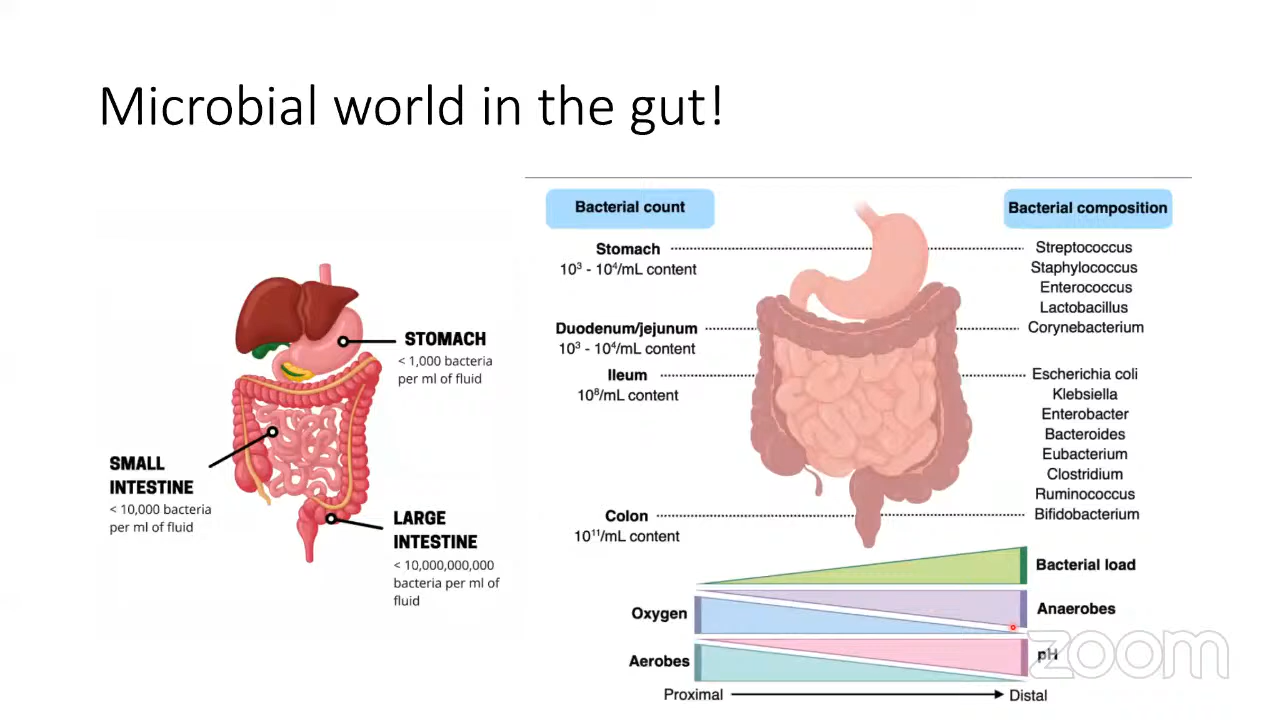 Microbial world in the gut!
STOMACH
< 1,000 bacteria
per ml of fluid
SMALL
INTESTINE
< 10,000 bacteria
per ml of fluid
LARGE
INTESTINE
< 10,000,000,000
bacteria per ml of
fluid
Bacterial count
Stomach
10³ - 10⁴/mL content
Duodenum/jejunum
10³ - 10⁴/mL content
Ileum
10⁸/mL content
Colon
10¹¹/mL content
Bacterial composition
Streptococcus
Staphylococcus
Enterococcus
Lactobacillus
Corynebacterium
Escherichia coli
Klebsiella
Enterobacter
Bacteroides
Eubacterium
Clostridium
Ruminococcus
Bifidobacterium
Bacterial load
Oxygen
Anaerobes
Aerobes
pH
Proximal
Distal
zoom